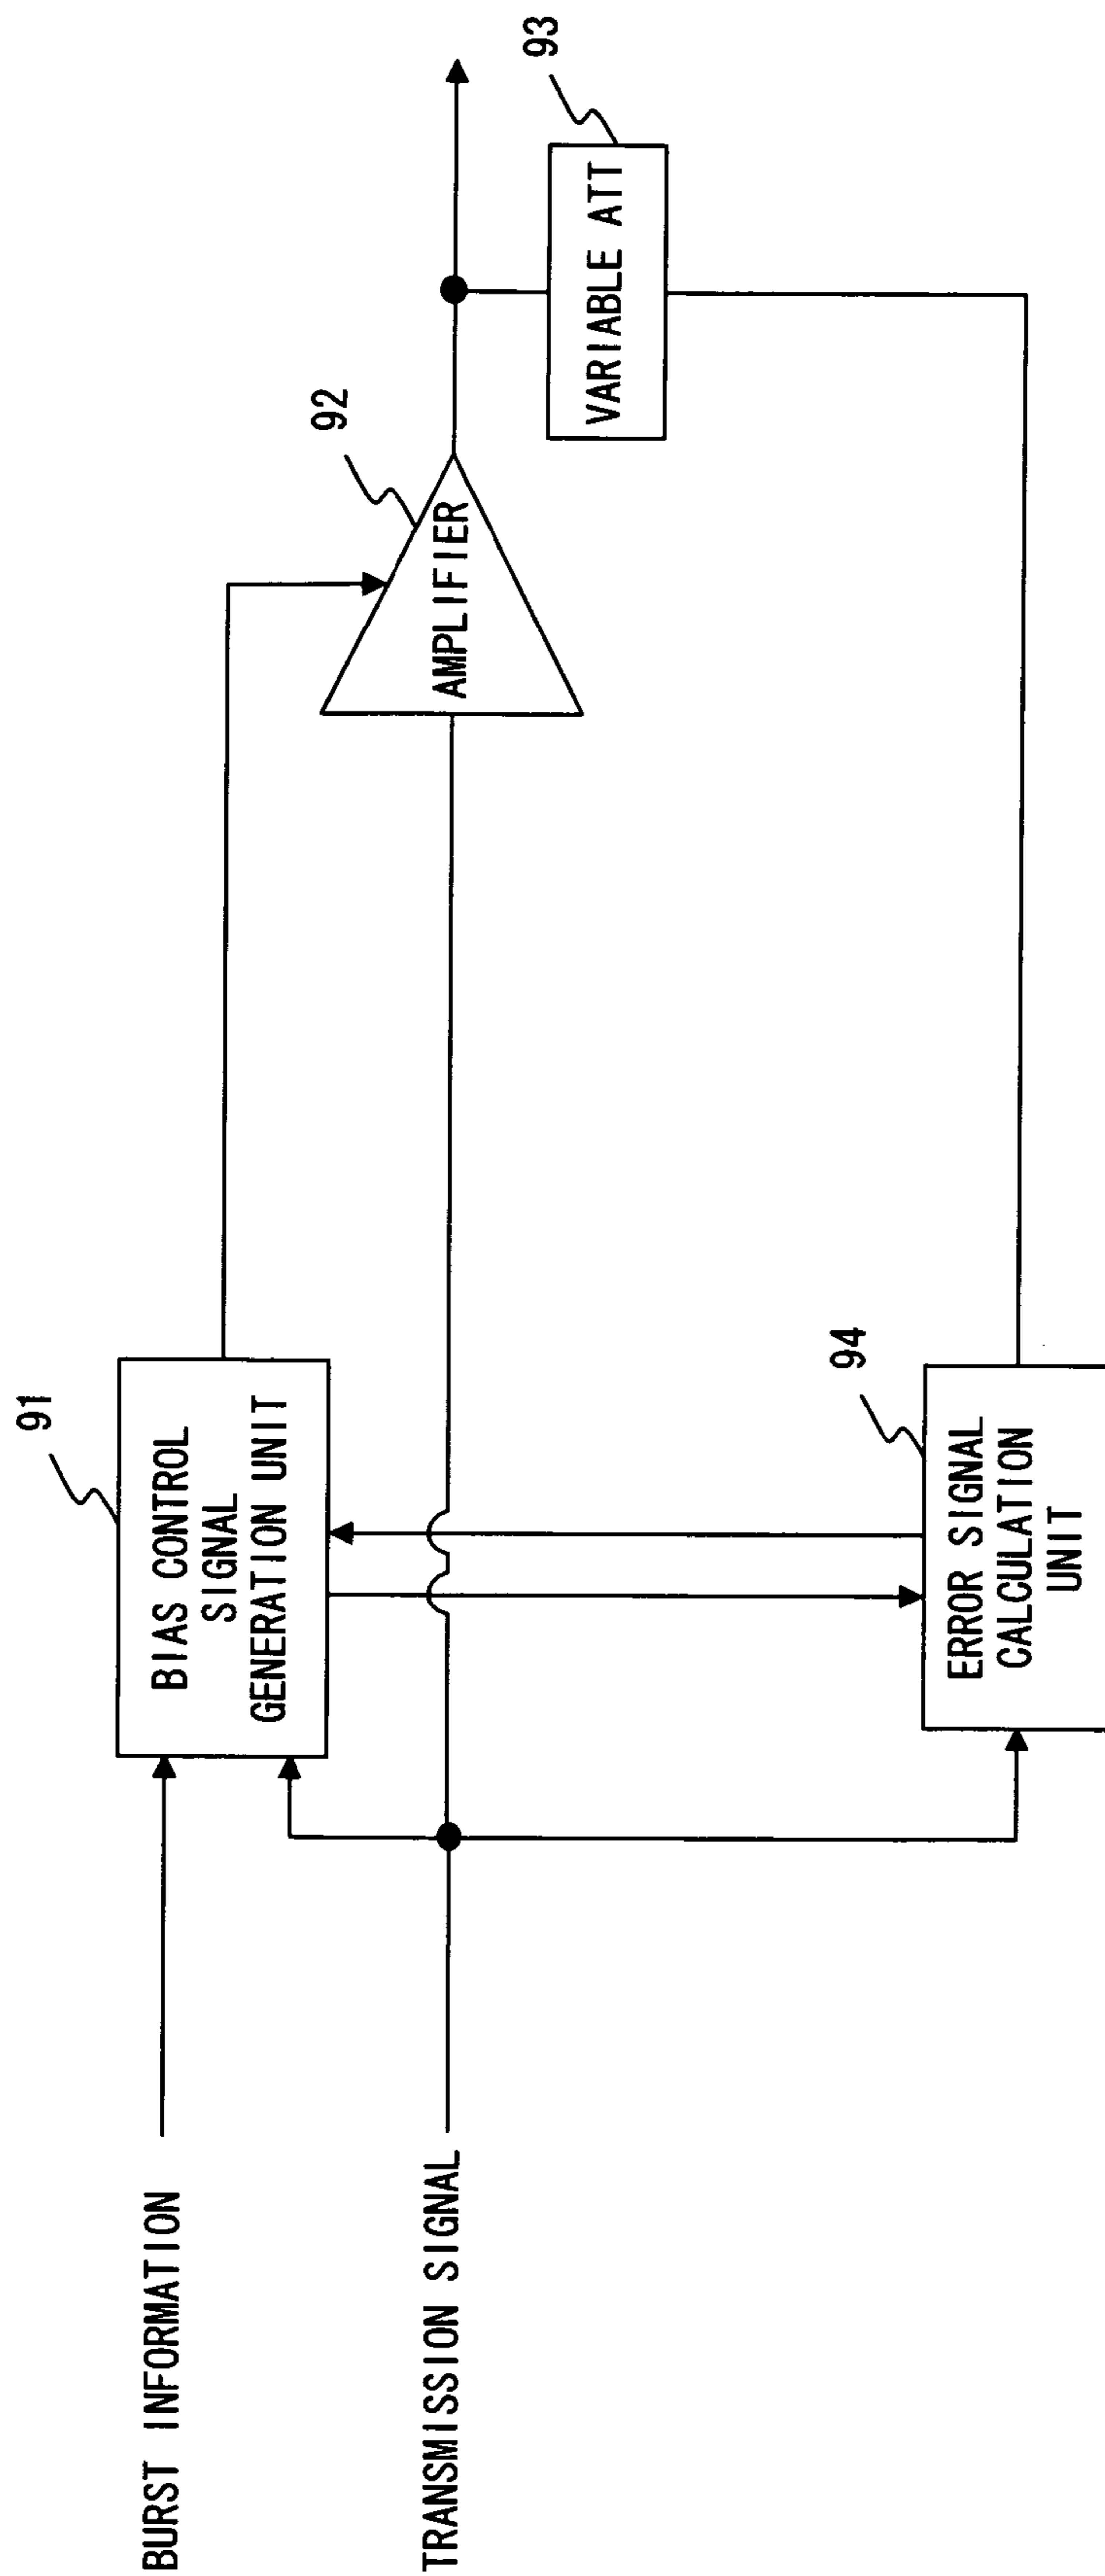 BURST INFORMATION
TRANSMISSION SIGNAL
91
BIAS CONTROL
SIGNAL
GENERATION UNIT
92
AMPLIFIER
93
VARIABLE ATT
94
ERROR SIGNAL
CALCULATION
UNIT